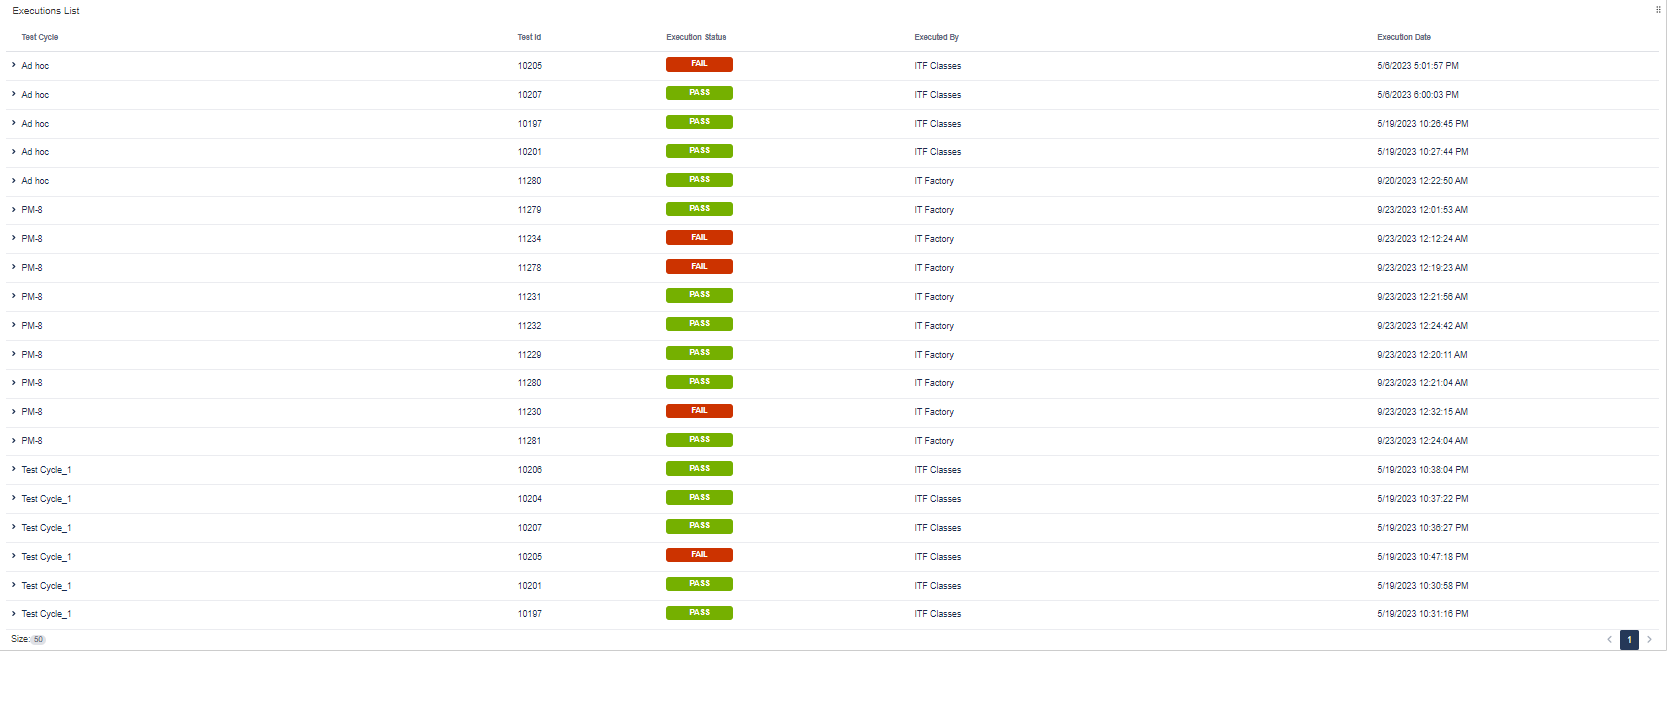 Executions List
Test Cycle Test Id Execution Status Executed By Execution Date
Ad hoc 10205 FAIL ITF Classes 5/6/2023 5:01:57 PM
Ad hoc 10207 PASS ITF Classes 5/6/2023 6:00:03 PM
Ad hoc 10197 PASS ITF Classes 5/19/2023 10:26:45 PM
Ad hoc 10201 PASS ITF Classes 5/19/2023 10:27:44 PM
Ad hoc 11280 PASS IT Factory 9/20/2023 12:22:50 AM
PM-8 11279 PASS IT Factory 9/23/2023 12:01:53 AM
PM-8 11234 FAIL IT Factory 9/23/2023 12:12:24 AM
PM-8 11278 FAIL IT Factory 9/23/2023 12:19:23 AM
PM-8 11231 PASS IT Factory 9/23/2023 12:21:56 AM
PM-8 11232 PASS IT Factory 9/23/2023 12:24:42 AM
PM-8 11229 PASS IT Factory 9/23/2023 12:20:11 AM
PM-8 11280 PASS IT Factory 9/23/2023 12:21:04 AM
PM-8 11230 FAIL IT Factory 9/23/2023 12:32:15 AM
PM-8 11281 PASS IT Factory 9/23/2023 12:24:04 AM
Test Cycle_1 10206 PASS ITF Classes 5/19/2023 10:38:04 PM
Test Cycle_1 10204 PASS ITF Classes 5/19/2023 10:37:22 PM
Test Cycle_1 10207 PASS ITF Classes 5/19/2023 10:36:27 PM
Test Cycle_1 10205 FAIL ITF Classes 5/19/2023 10:47:18 PM
Test Cycle_1 10201 PASS ITF Classes 5/19/2023 10:30:58 PM
Test Cycle_1 10197 PASS ITF Classes 5/19/2023 10:31:16 PM
Size: 50 1